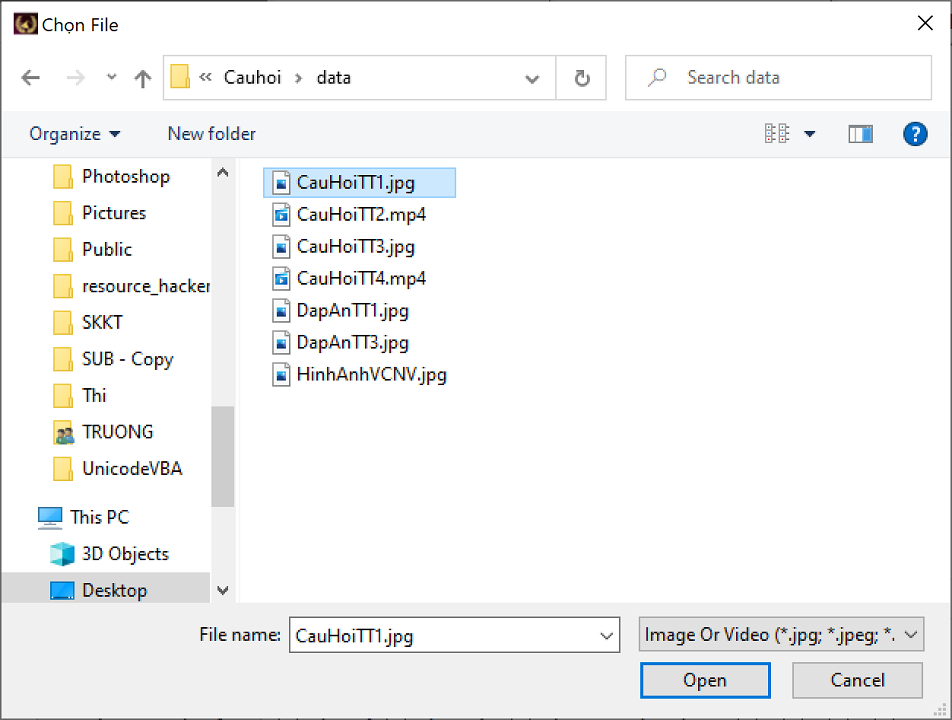 Chọn File
« Cauhoi › data
Search data
Organize
New folder
Photoshop
Pictures
Public
resource_hacker
SKKT
SUB - Copy
Thi
TRUONG
UnicodeVBA
This PC
3D Objects
Desktop
CauHoiTT1.jpg
CauHoiTT2.mp4
CauHoiTT3.jpg
CauHoiTT4.mp4
DapAnTT1.jpg
DapAnTT3.jpg
HinhAnhVCNV.jpg
File name: CauHoiTT1.jpg
Image Or Video (*.jpg; *.jpeg; *.
Open
Cancel